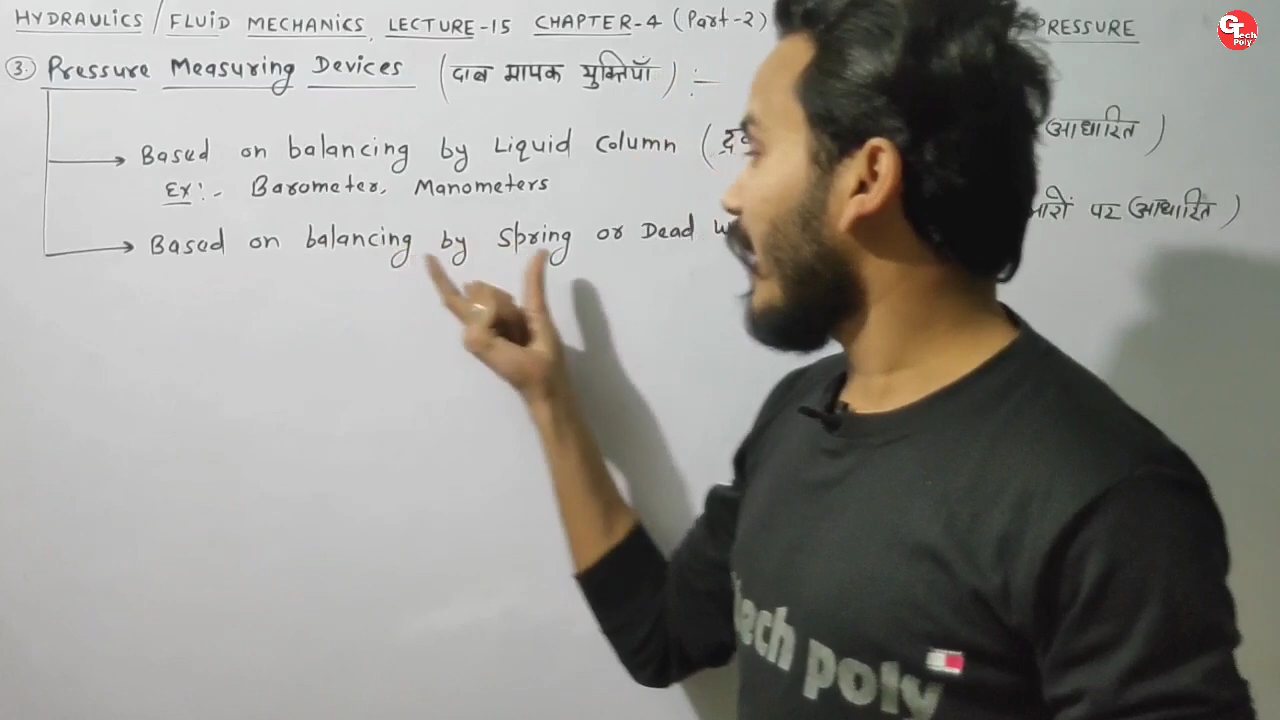 HYDRAULICS / FLUID MECHANICS LECTURE-15 CHAPTER-4 (Part-2) PRESSURE
GTech Poly
3. Pressure Measuring Devices (दाब मापक युक्तियाँ) :-
Based on balancing by Liquid Column ( आधारित )
Ex :- Barometer, Manometers
Based on balancing by Spring or Dead पर आधारित )
tech poly